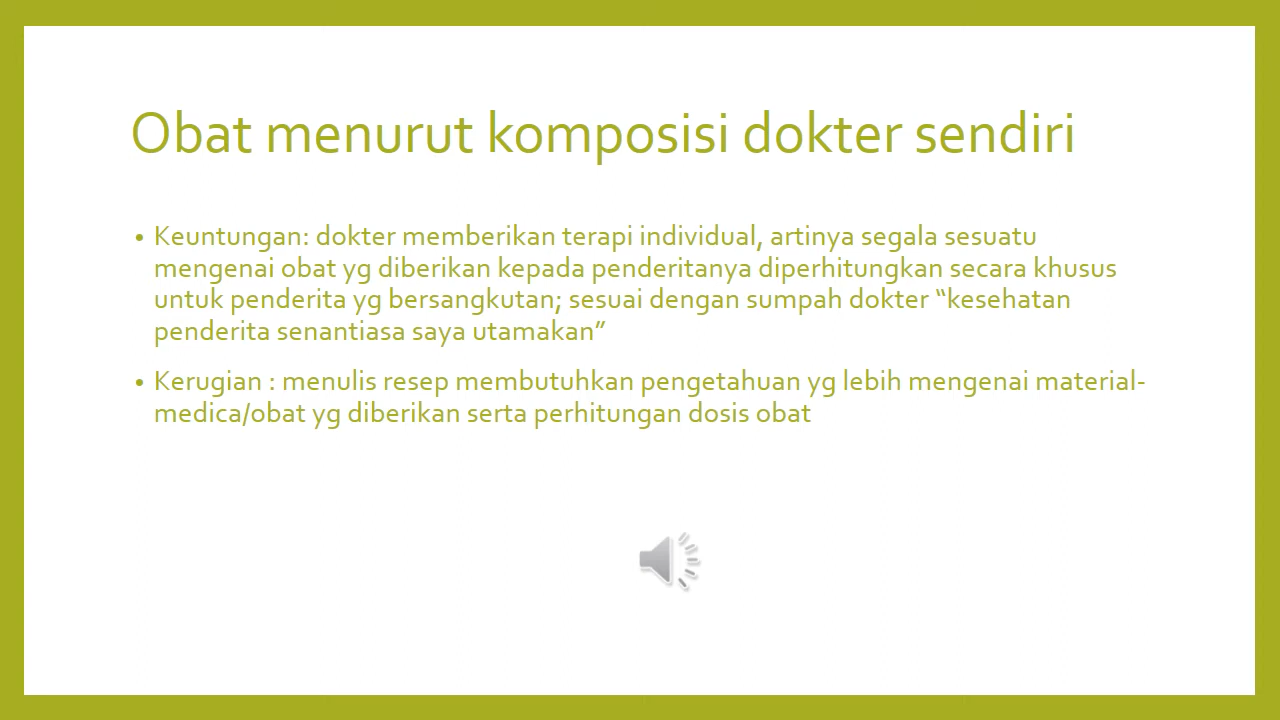 Obat menurut komposisi dokter sendiri
• Keuntungan: dokter memberikan terapi individual, artinya segala sesuatu
mengenai obat yg diberikan kepada penderitanya diperhitungkan secara khusus
untuk penderita yg bersangkutan; sesuai dengan sumpah dokter “kesehatan
penderita senantiasa saya utamakan”
• Kerugian : menulis resep membutuhkan pengetahuan yg lebih mengenai material-
medica/obat yg diberikan serta perhitungan dosis obat